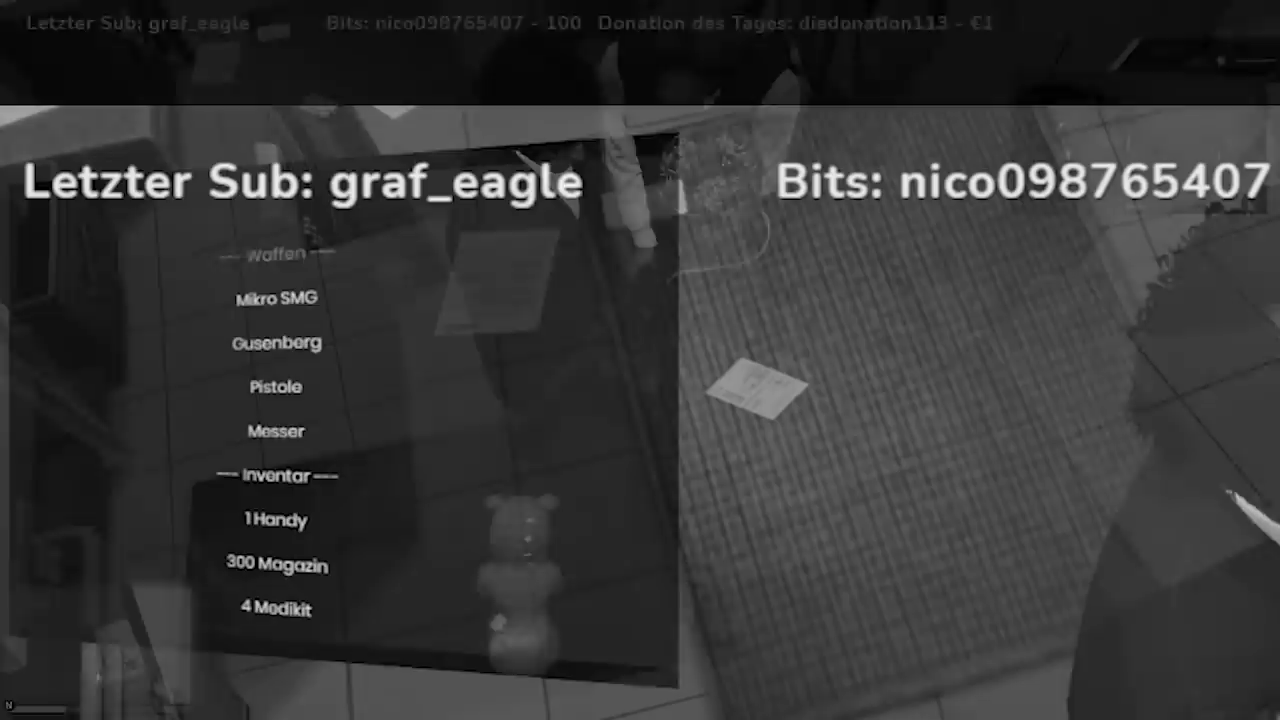 Letzter Sub: graf_eagle Bits: nico098765407 - 100 Donation des Tages: diedonation113 - €1
Letzter Sub: graf_eagle Bits: nico098765407
--- Waffen ---
Mikro SMG
Gusenberg
Pistole
Messer
--- Inventar ---
1 Handy
300 Magazin
4 Medikit
N